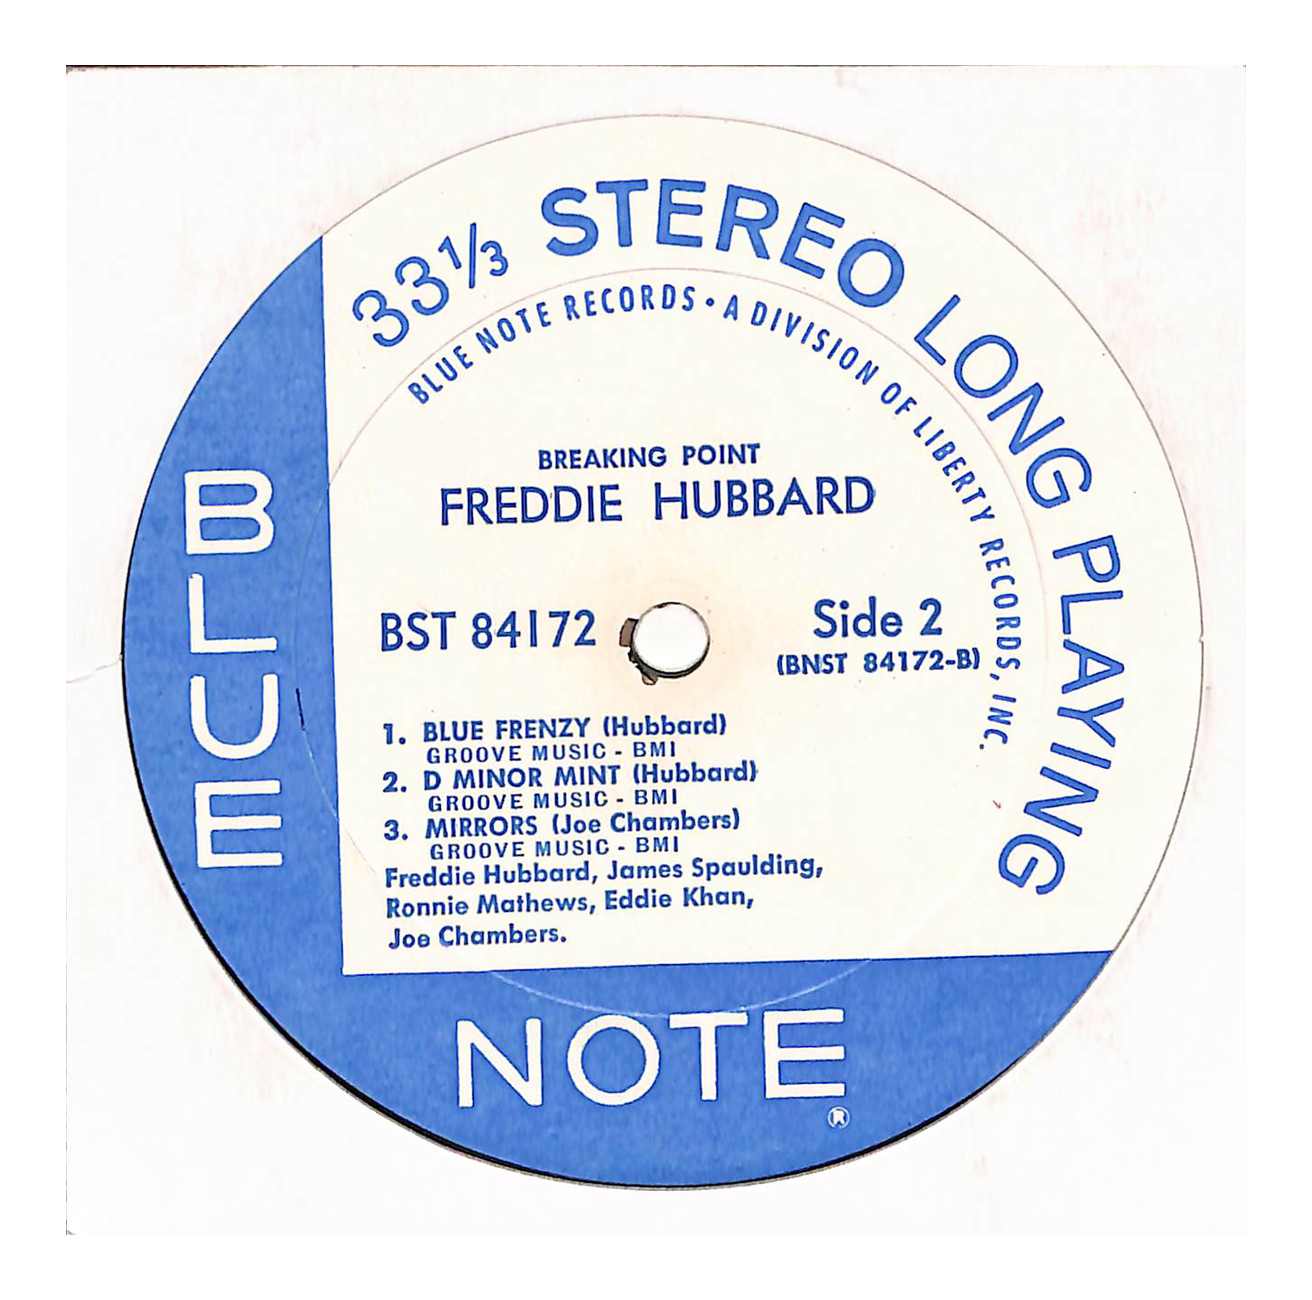 33 1/3 STEREO LONG PLAYING
BLUE NOTE RECORDS • A DIVISION OF LIBERTY RECORDS, INC.
BREAKING POINT
FREDDIE HUBBARD
BST 84172
Side 2
(BNST 84172-B)
1. BLUE FRENZY (Hubbard)
GROOVE MUSIC - BMI
2. D MINOR MINT (Hubbard)
GROOVE MUSIC - BMI
3. MIRRORS (Joe Chambers)
GROOVE MUSIC - BMI
Freddie Hubbard, James Spaulding,
Ronnie Mathews, Eddie Khan,
Joe Chambers.
BLUE
NOTE
®